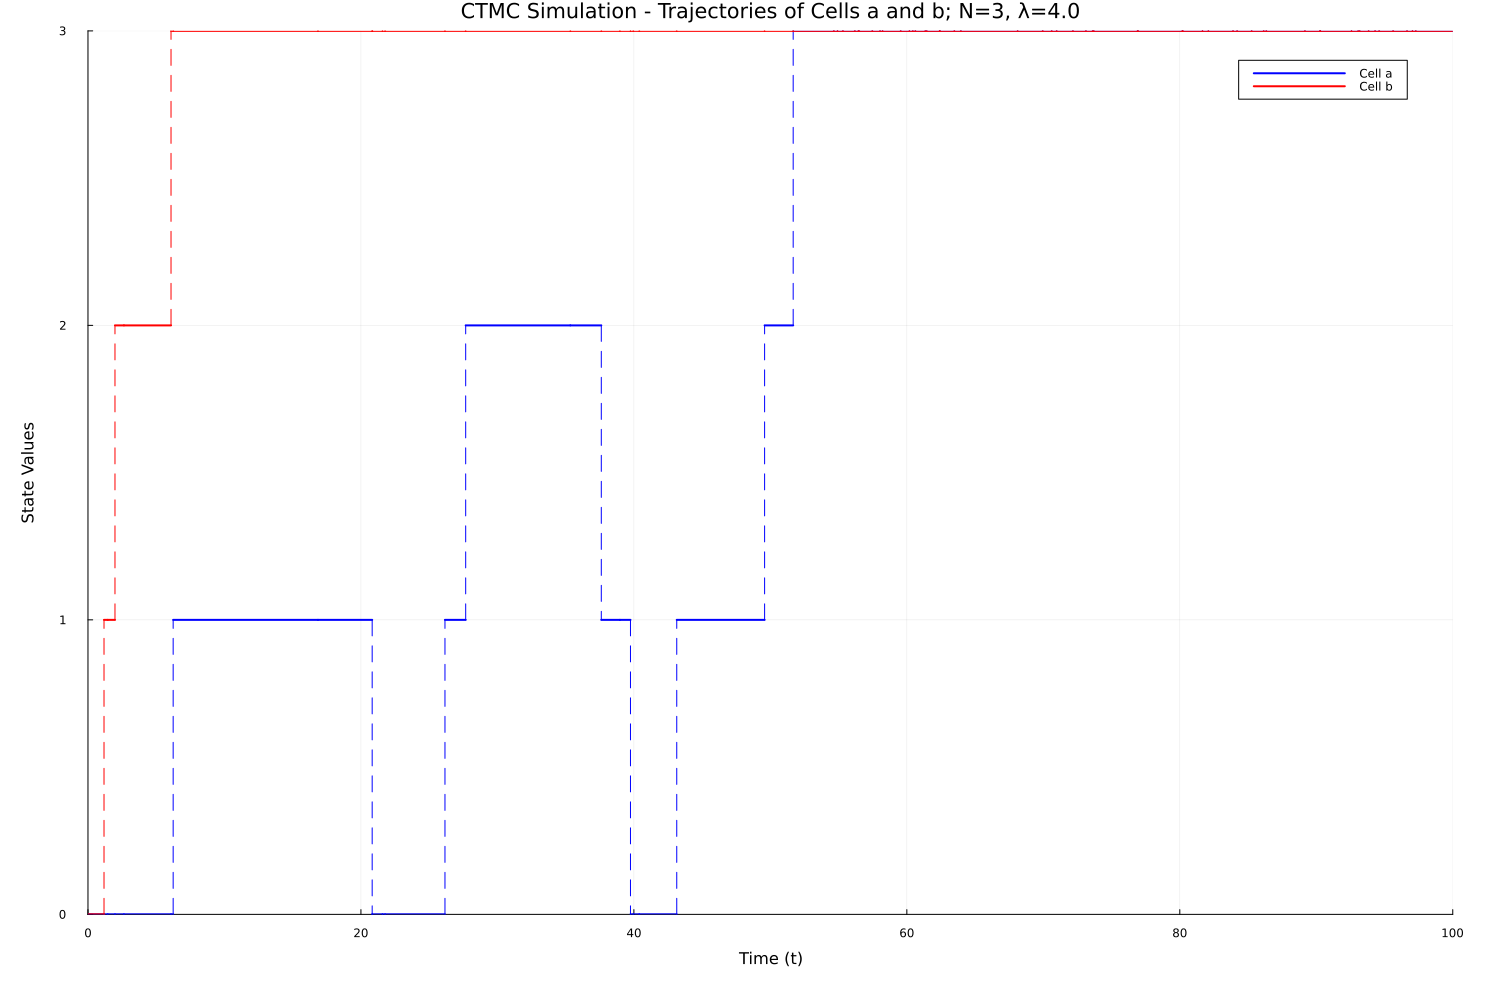 CTMC Simulation - Trajectories of Cells a and b; N=3, λ=4.0
3
Cell a
Cell b
2
State Values
1
0
0 20 40 60 80 100
Time (t)